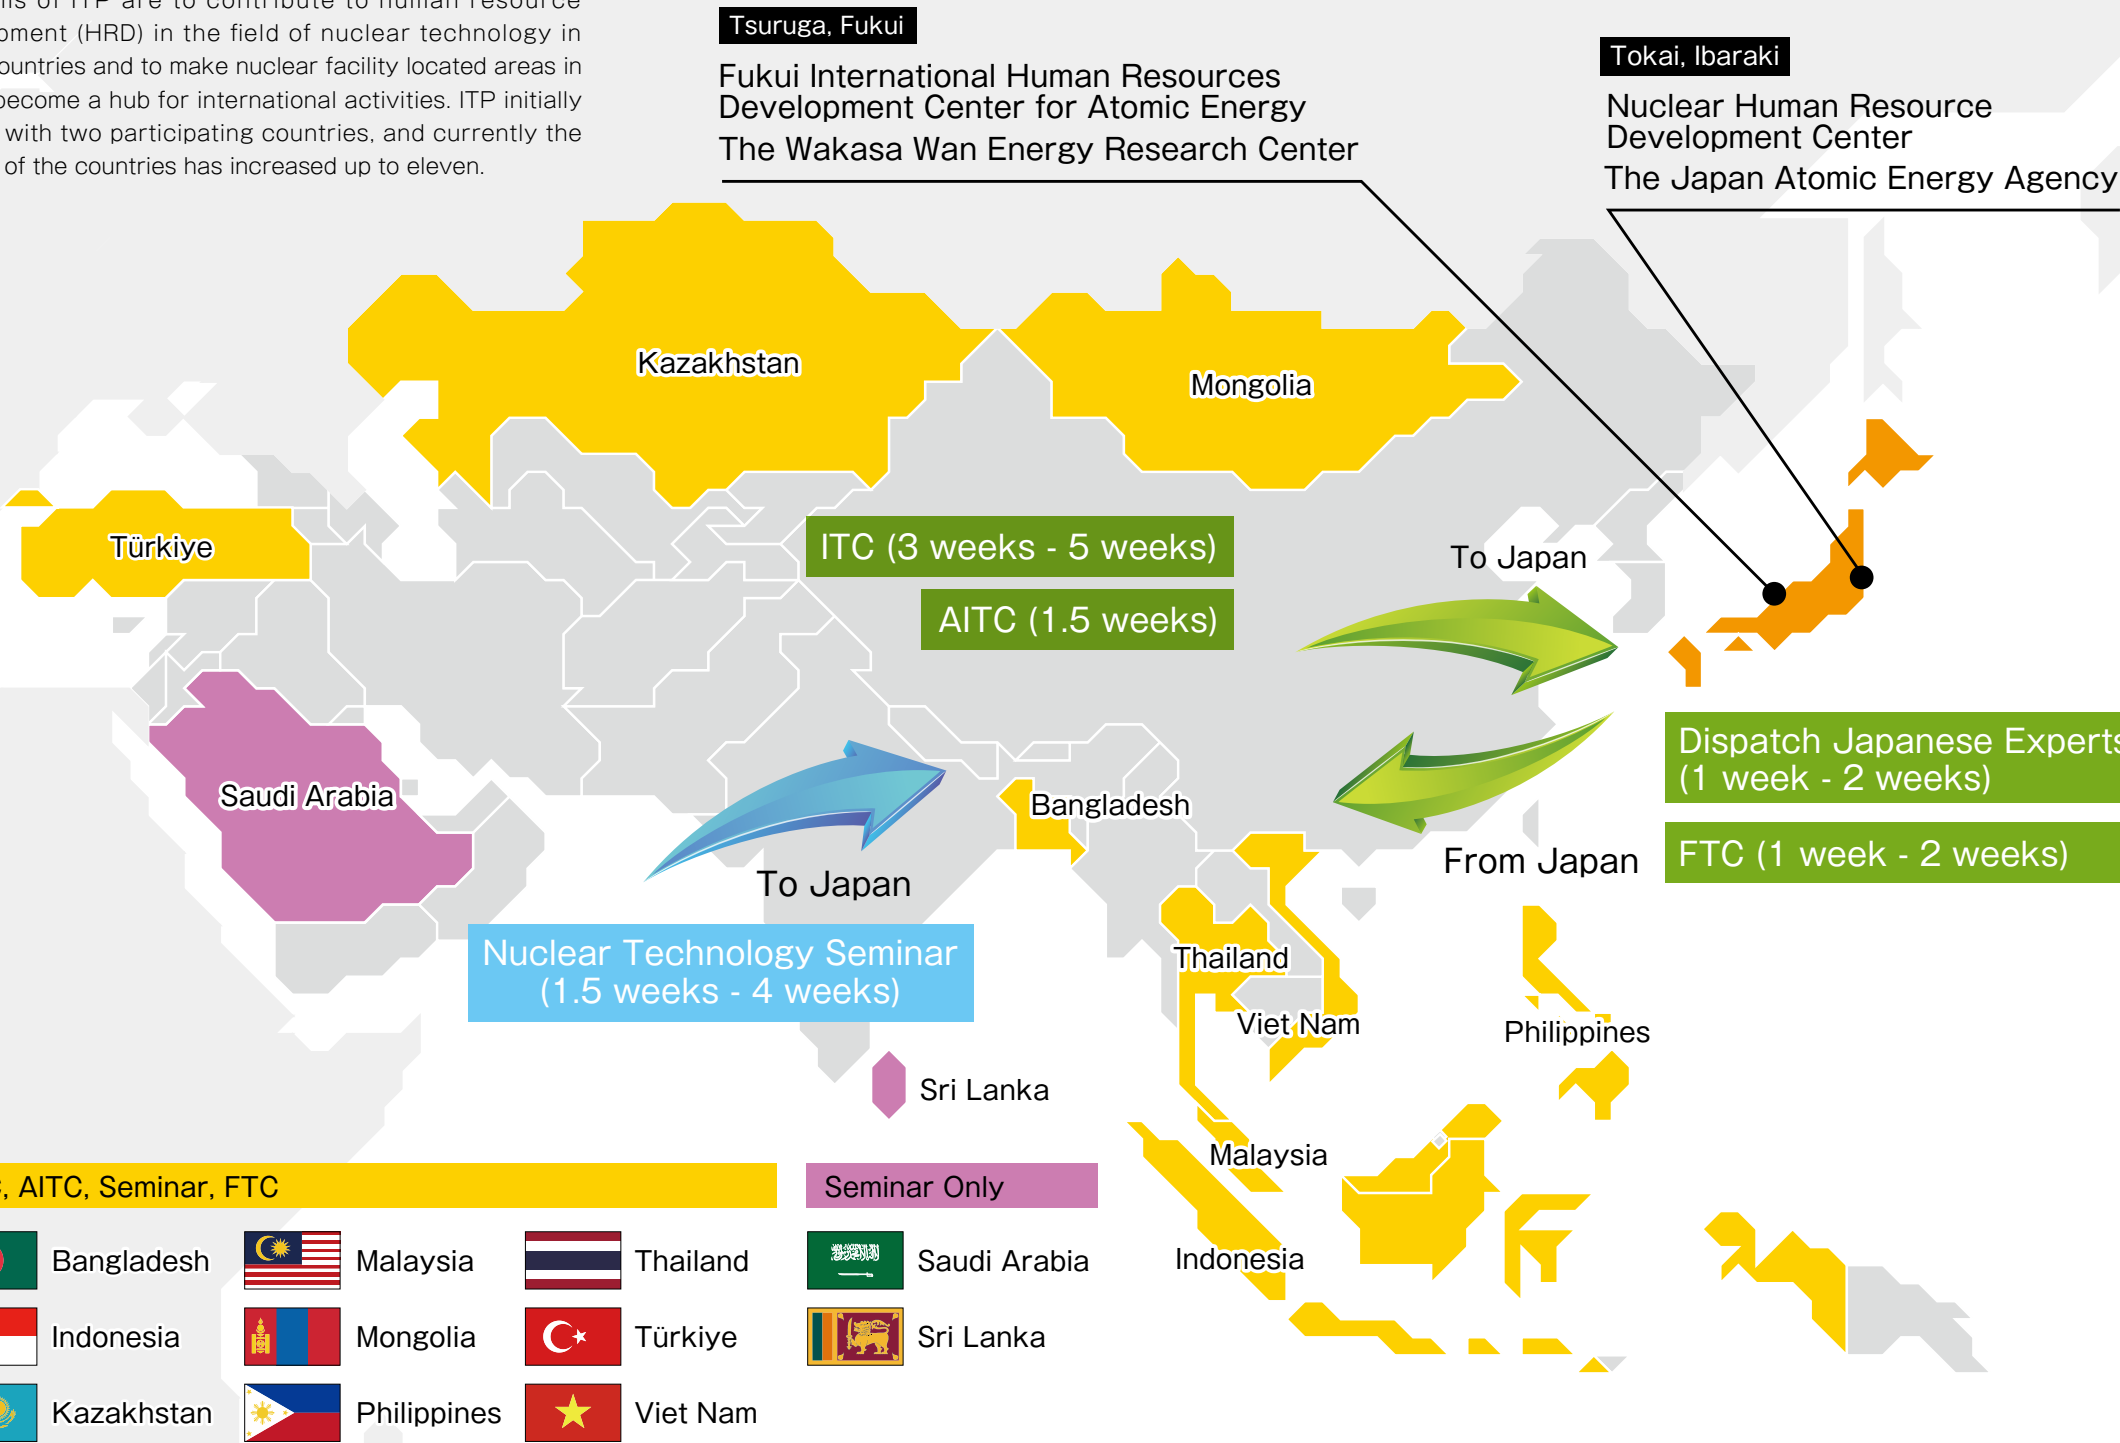 of ITP are to contribute to human resource
(HRD) in the field of nuclear technology in
and to make nuclear facility located areas in
become a hub for international activities. ITP initially
with two participating countries, and currently the
of the countries has increased up to eleven.
Tsuruga, Fukui
Fukui International Human Resources
Development Center for Atomic Energy
The Wakasa Wan Energy Research Center
Tokai, Ibaraki
Nuclear Human Resource
Development Center
The Japan Atomic Energy Agency
Kazakhstan
Mongolia
Türkiye
ITC (3 weeks - 5 weeks)
AITC (1.5 weeks)
To Japan
Saudi Arabia
Bangladesh
Dispatch Japanese Experts
(1 week - 2 weeks)
From Japan
FTC (1 week - 2 weeks)
To Japan
Nuclear Technology Seminar
(1.5 weeks - 4 weeks)
Thailand
Viet Nam
Philippines
Sri Lanka
Malaysia
Indonesia
, AITC, Seminar, FTC
Seminar Only
Bangladesh
Malaysia
Thailand
Saudi Arabia
Indonesia
Mongolia
Türkiye
Sri Lanka
Kazakhstan
Philippines
Viet Nam